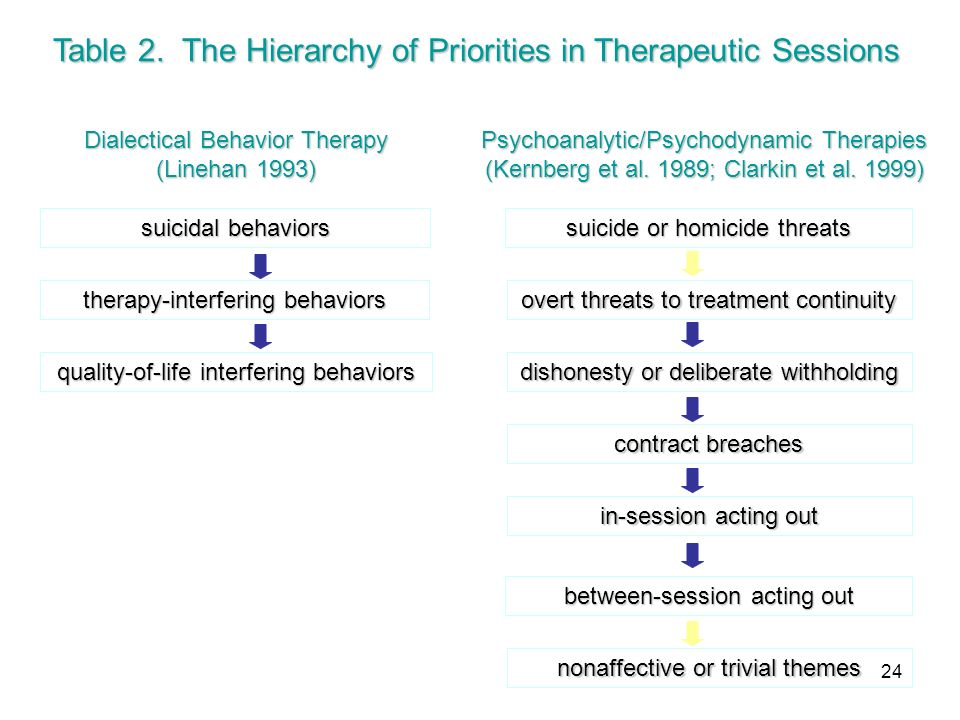 Table 2. The Hierarchy of Priorities in Therapeutic Sessions
Dialectical Behavior Therapy
(Linehan 1993)
suicidal behaviors
therapy-interfering behaviors
quality-of-life interfering behaviors
Psychoanalytic/Psychodynamic Therapies
(Kernberg et al. 1989; Clarkin et al. 1999)
suicide or homicide threats
overt threats to treatment continuity
dishonesty or deliberate withholding
contract breaches
in-session acting out
between-session acting out
nonaffective or trivial themes
24